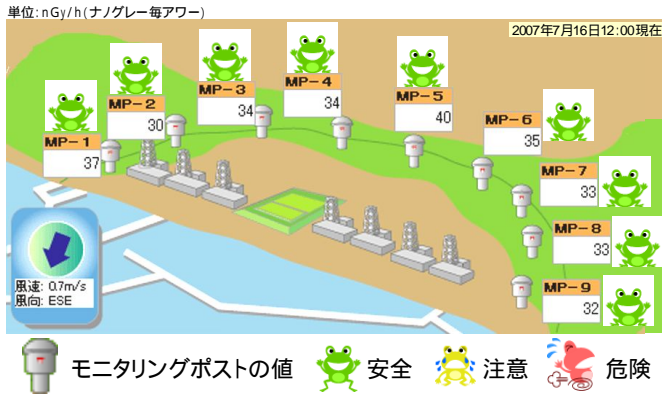 単位:nGy/h(ナノグレー毎アワー)
2007年7月16日12:00現在
MP-1
37
MP-2
30
MP-3
34
MP-4
34
MP-5
40
MP-6
35
MP-7
33
MP-8
33
MP-9
32
風速: 0.7m/s
風向: ESE
モニタリングポストの値 安全 注意 危険